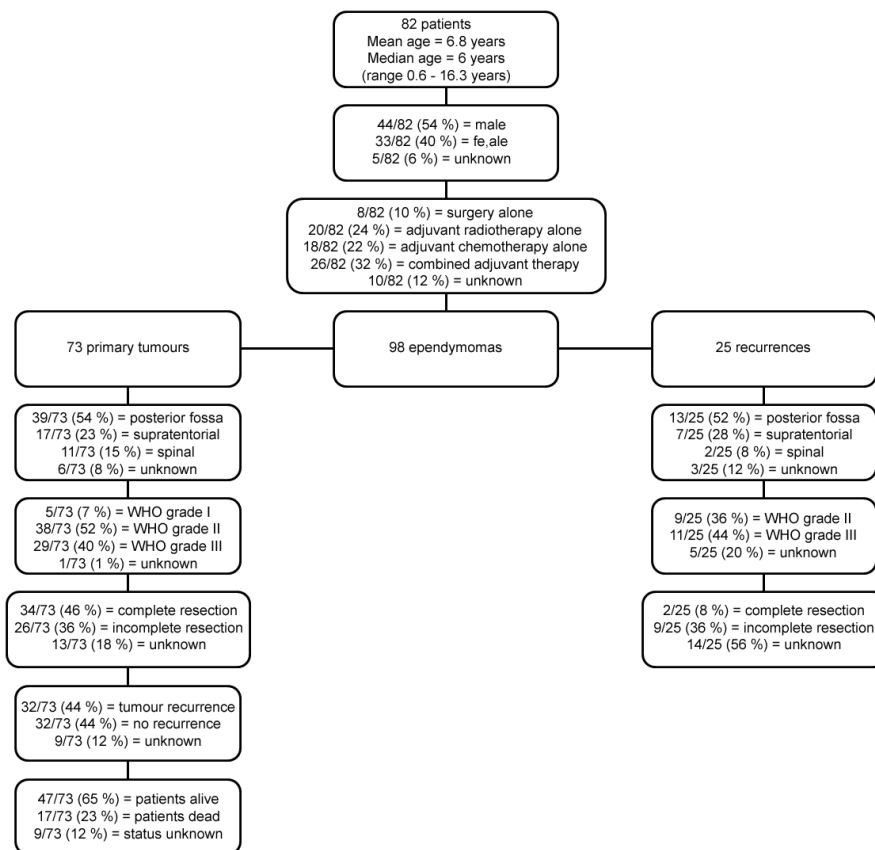 82 patients
Mean age = 6.8 years
Median age = 6 years
(range 0.6 - 16.3 years)
44/82 (54 %) = male
33/82 (40 %) = fe,ale
5/82 (6 %) = unknown
8/82 (10 %) = surgery alone
20/82 (24 %) = adjuvant radiotherapy alone
18/82 (22 %) = adjuvant chemotherapy alone
26/82 (32 %) = combined adjuvant therapy
10/82 (12 %) = unknown
73 primary tumours
98 ependymomas
25 recurrences
39/73 (54 %) = posterior fossa
17/73 (23 %) = supratentorial
11/73 (15 %) = spinal
6/73 (8 %) = unknown
13/25 (52 %) = posterior fossa
7/25 (28 %) = supratentorial
2/25 (8 %) = spinal
3/25 (12 %) = unknown
5/73 (7 %) = WHO grade I
38/73 (52 %) = WHO grade II
29/73 (40 %) = WHO grade III
1/73 (1 %) = unknown
9/25 (36 %) = WHO grade II
11/25 (44 %) = WHO grade III
5/25 (20 %) = unknown
34/73 (46 %) = complete resection
26/73 (36 %) = incomplete resection
13/73 (18 %) = unknown
2/25 (8 %) = complete resection
9/25 (36 %) = incomplete resection
14/25 (56 %) = unknown
32/73 (44 %) = tumour recurrence
32/73 (44 %) = no recurrence
9/73 (12 %) = unknown
47/73 (65 %) = patients alive
17/73 (23 %) = patients dead
9/73 (12 %) = status unknown